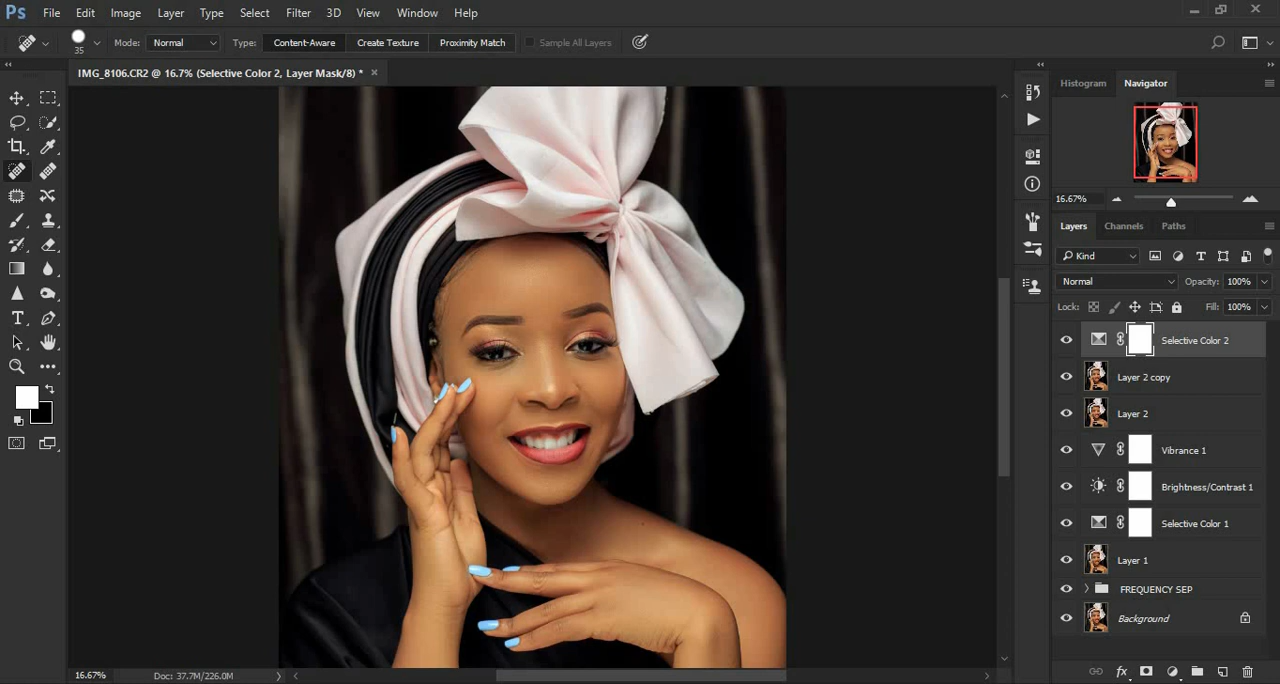 Ps File Edit Image Layer Type Select Filter 3D View Window Help
35 Mode: Normal Type: Content-Aware Create Texture Proximity Match Sample All Layers
IMG_8106.CR2 @ 16.7% (Selective Color 2, Layer Mask/8) *
Histogram Navigator
16.67%
Layers Channels Paths
Kind
Normal Opacity: 100%
Lock: Fill: 100%
Selective Color 2
Layer 2 copy
Layer 2
Vibrance 1
Brightness/Contrast 1
Selective Color 1
Layer 1
FREQUENCY SEP
Background
16.67% Doc: 37.7M/226.0M